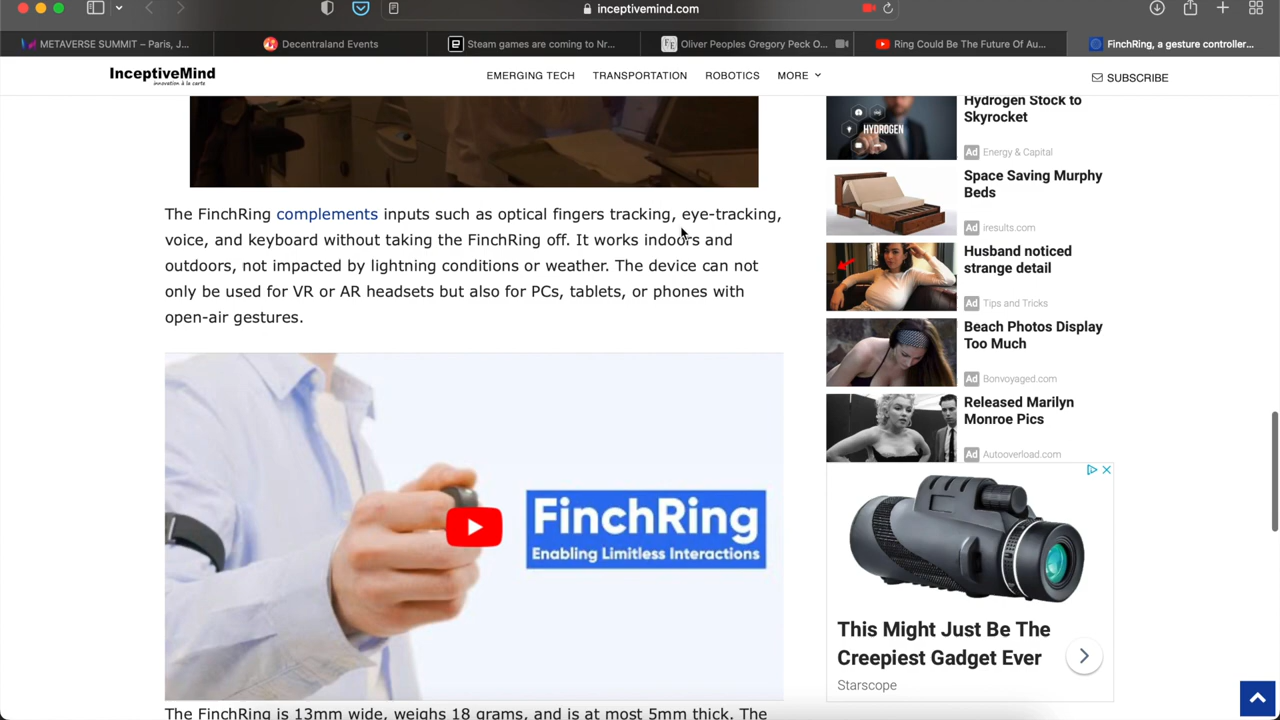 inceptivemind.com
METAVERSE SUMMIT – Paris, J...
Decentraland Events
Steam games are coming to Nr...
Oliver Peoples Gregory Peck O...
Ring Could Be The Future Of Au...
FinchRing, a gesture controller...
InceptiveMind
innovation à la carte
EMERGING TECH
TRANSPORTATION
ROBOTICS
MORE
SUBSCRIBE
The FinchRing complements inputs such as optical fingers tracking, eye-tracking,
voice, and keyboard without taking the FinchRing off. It works indoors and
outdoors, not impacted by lightning conditions or weather. The device can not
only be used for VR or AR headsets but also for PCs, tablets, or phones with
open-air gestures.
FinchRing
Enabling Limitless Interactions
The FinchRing is 13mm wide, weighs 18 grams, and is at most 5mm thick. The
HYDROGEN
Hydrogen Stock to
Skyrocket
Ad Energy & Capital
Space Saving Murphy
Beds
Ad iresults.com
Husband noticed
strange detail
Ad Tips and Tricks
Beach Photos Display
Too Much
Ad Bonvoyaged.com
Released Marilyn
Monroe Pics
Ad Autooverload.com
This Might Just Be The
Creepiest Gadget Ever
Starscope